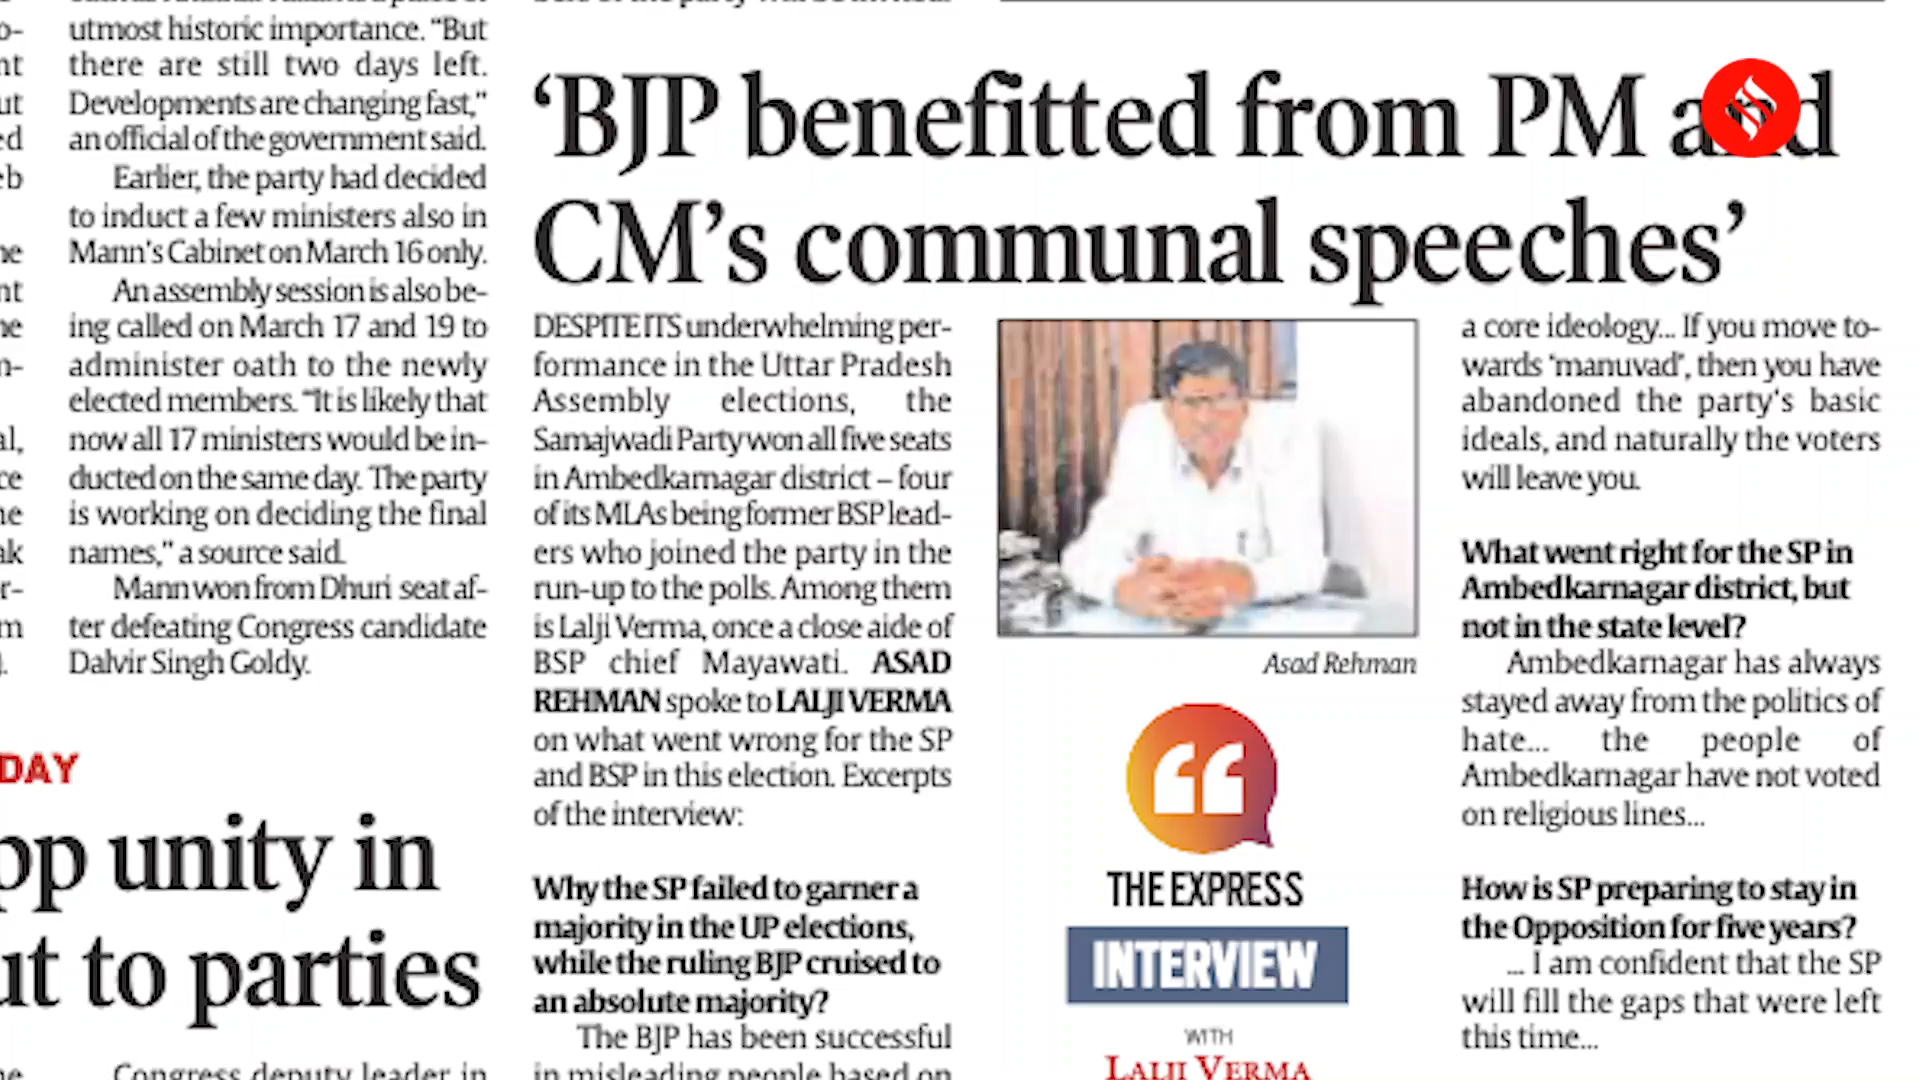 utmost historic importance. “But
there are still two days left.
Developments are changing fast,”
an official of the government said.
Earlier, the party had decided
to induct a few ministers also in
Mann’s Cabinet on March 16 only.
An assembly session is also be-
ing called on March 17 and 19 to
administer oath to the newly
elected members. “It is likely that
now all 17 ministers would be in-
ducted on the same day. The party
is working on deciding the final
names,” a source said.
Mann won from Dhuri seat af-
ter defeating Congress candidate
Dalvir Singh Goldy.
DAY
unity in
to parties
Congress deputy leader in
‘BJP benefitted from PM and
CM’s communal speeches’
DESPITE ITS underwhelming per-
formance in the Uttar Pradesh
Assembly elections, the
Samajwadi Party won all five seats
in Ambedkarnagar district – four
of its MLAs being former BSP lead-
ers who joined the party in the
run-up to the polls. Among them
is Lalji Verma, once a close aide of
BSP chief Mayawati. ASAD
REHMAN spoke to LALJI VERMA
on what went wrong for the SP
and BSP in this election. Excerpts
of the interview:
Why the SP failed to garner a
majority in the UP elections,
while the ruling BJP cruised to
an absolute majority?
The BJP has been successful
in misleading people based on
Asad Rehman
THE EXPRESS
INTERVIEW
WITH
LALJI VERMA
a core ideology... If you move to-
wards ‘manuvad’, then you have
abandoned the party’s basic
ideals, and naturally the voters
will leave you.
What went right for the SP in
Ambedkarnagar district, but
not in the state level?
Ambedkarnagar has always
stayed away from the politics of
hate... the people of
Ambedkarnagar have not voted
on religious lines...
How is SP preparing to stay in
the Opposition for five years?
... I am confident that the SP
will fill the gaps that were left
this time...